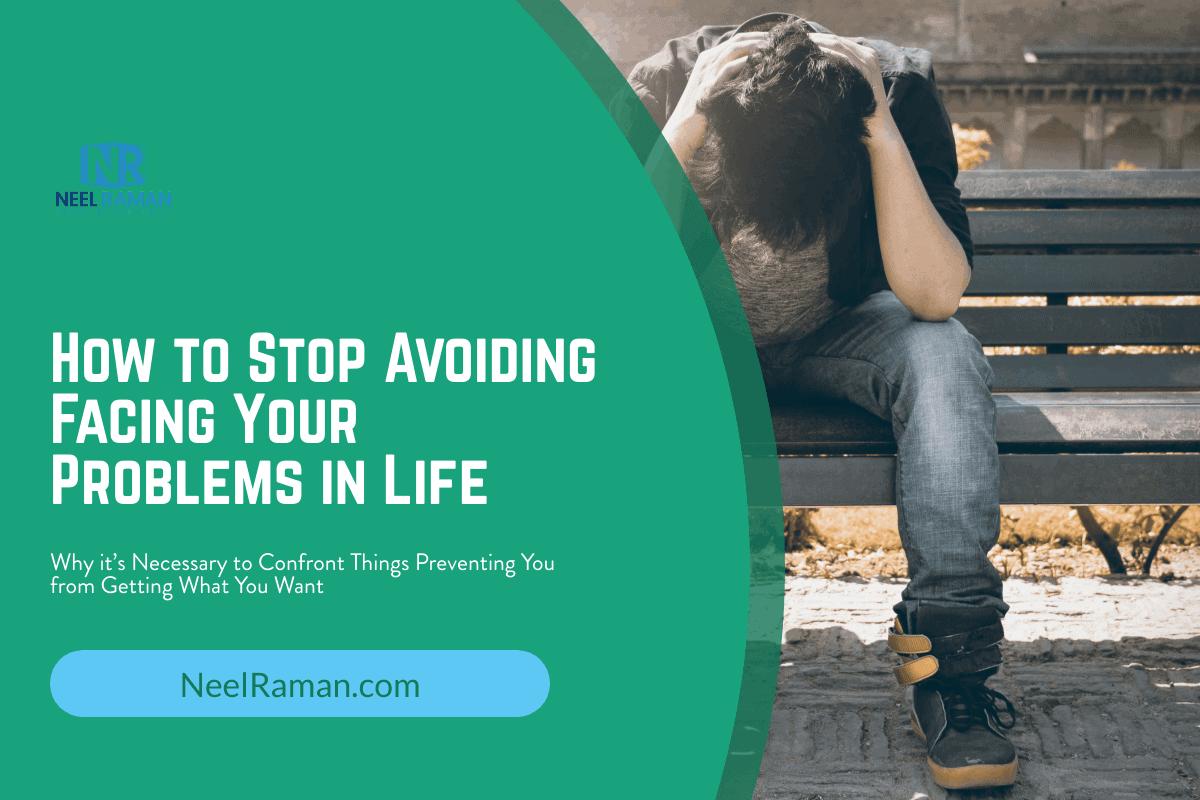 NR
NEEL RAMAN
How to Stop Avoiding
Facing Your
Problems in Life
Why it's Necessary to Confront Things Preventing You
from Getting What You Want
NeelRaman.com